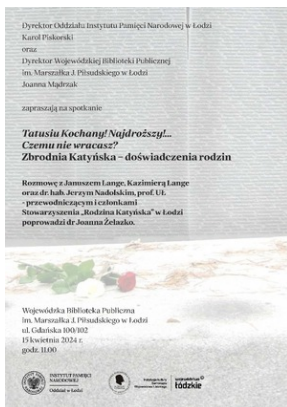 Dyrektor Oddziału Instytutu Pamięci Narodowej w Łodzi
Karol Piskorski
oraz
Dyrektor Wojewódzkiej Biblioteki Publicznej
im. Marszałka J. Piłsudskiego w Łodzi
Joanna Mądrzak
zapraszają na spotkanie
Tatusiu Kochany! Najdroższy!...
Czemu nie wracasz?
Zbrodnia Katyńska – doświadczenia rodzin
Rozmowę z Januszem Lange, Kazimierą Lange
oraz dr. hab. Jerzym Nadolskim, prof. UŁ
- przewodniczącym i członkami
Stowarzyszenia „Rodzina Katyńska” w Łodzi
poprowadzi dr Joanna Żelazko.
Wojewódzka Biblioteka Publiczna
im. Marszałka J. Piłsudskiego w Łodzi
ul. Gdańska 100/102
15 kwietnia 2024 r.
godz. 11.00
INSTYTUT PAMIĘCI
NARODOWEJ
Oddział w Łodzi
łódzkie